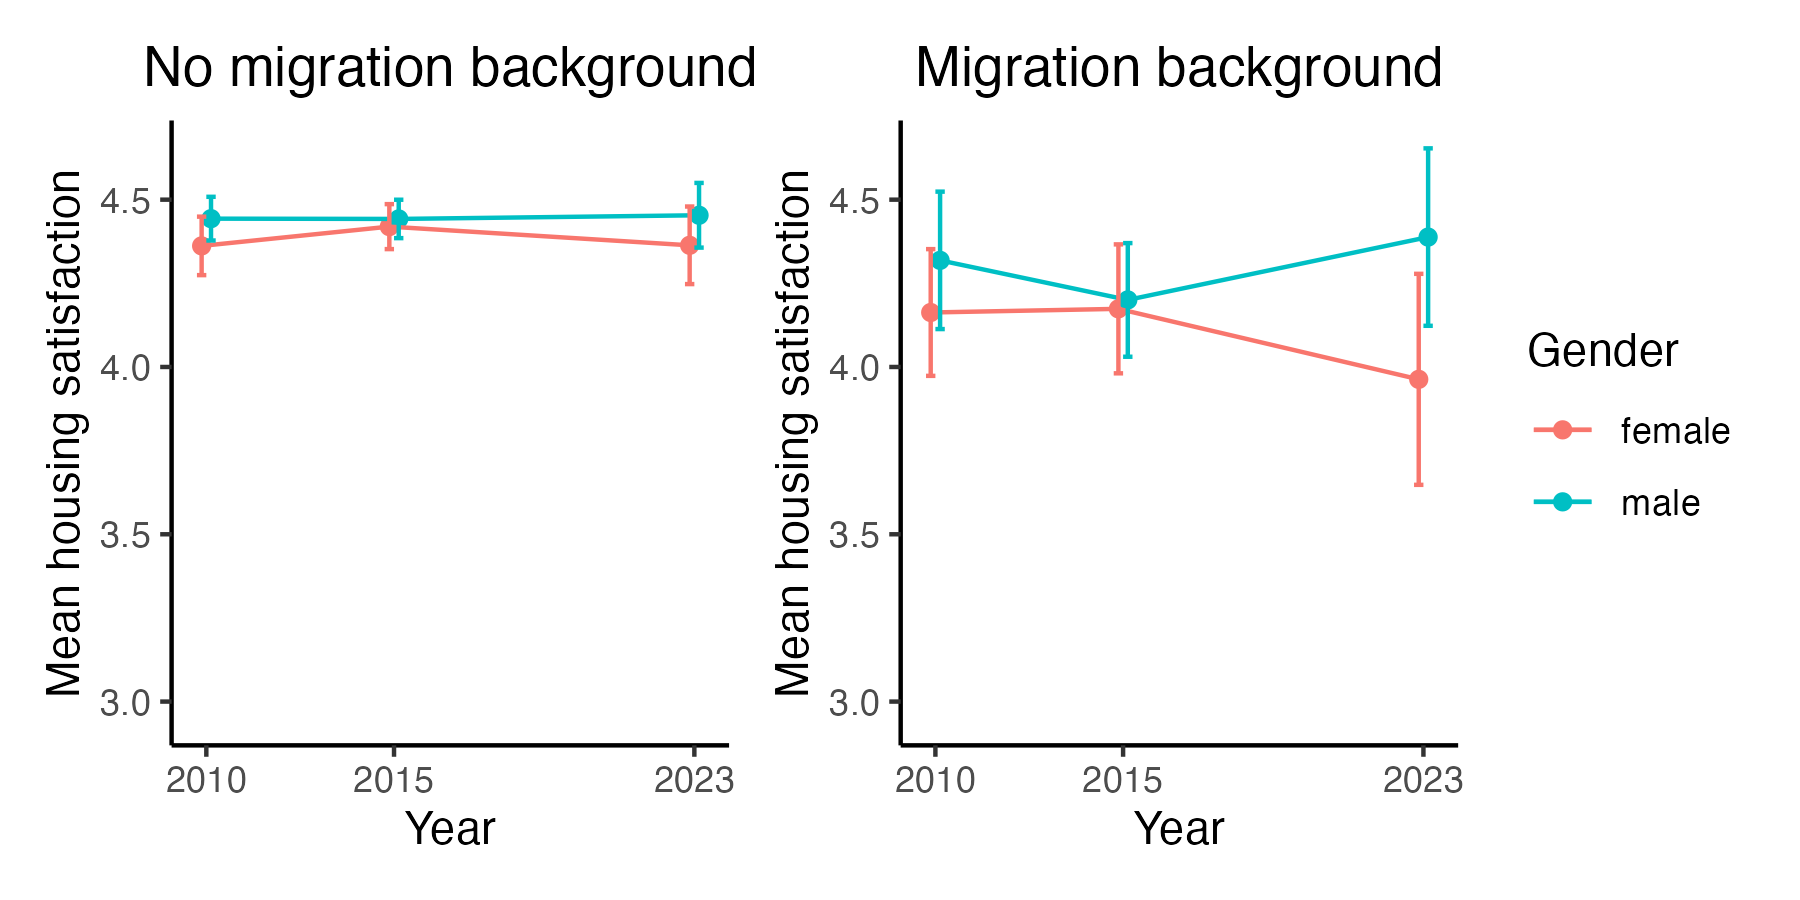 No migration background
Mean housing satisfaction
4.5
4.0
3.5
3.0
2010 2015 2023
Year
Migration background
Mean housing satisfaction
4.5
4.0
3.5
3.0
2010 2015 2023
Year
Gender
female
male